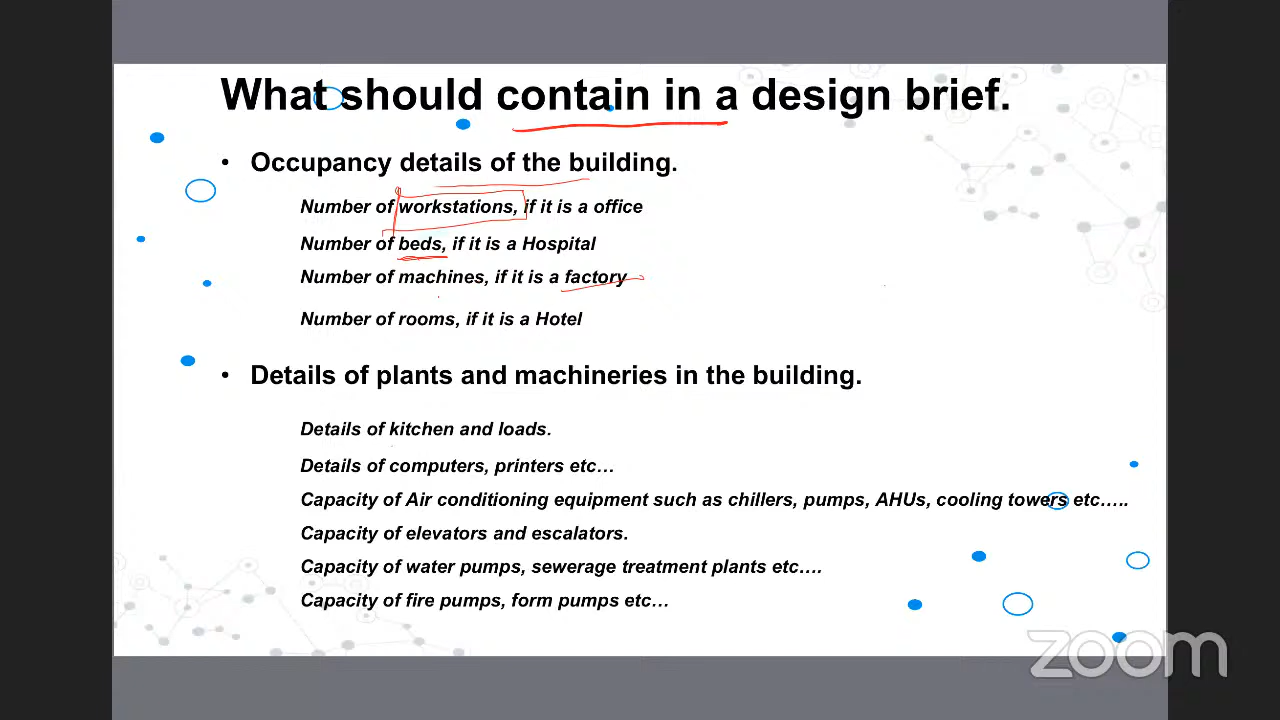 What should contain in a design brief.
• Occupancy details of the building.
Number of workstations, if it is a office
Number of beds, if it is a Hospital
Number of machines, if it is a factory
Number of rooms, if it is a Hotel
• Details of plants and machineries in the building.
Details of kitchen and loads.
Details of computers, printers etc…
Capacity of Air conditioning equipment such as chillers, pumps, AHUs, cooling towers etc…..
Capacity of elevators and escalators.
Capacity of water pumps, sewerage treatment plants etc….
Capacity of fire pumps, form pumps etc…
zoom